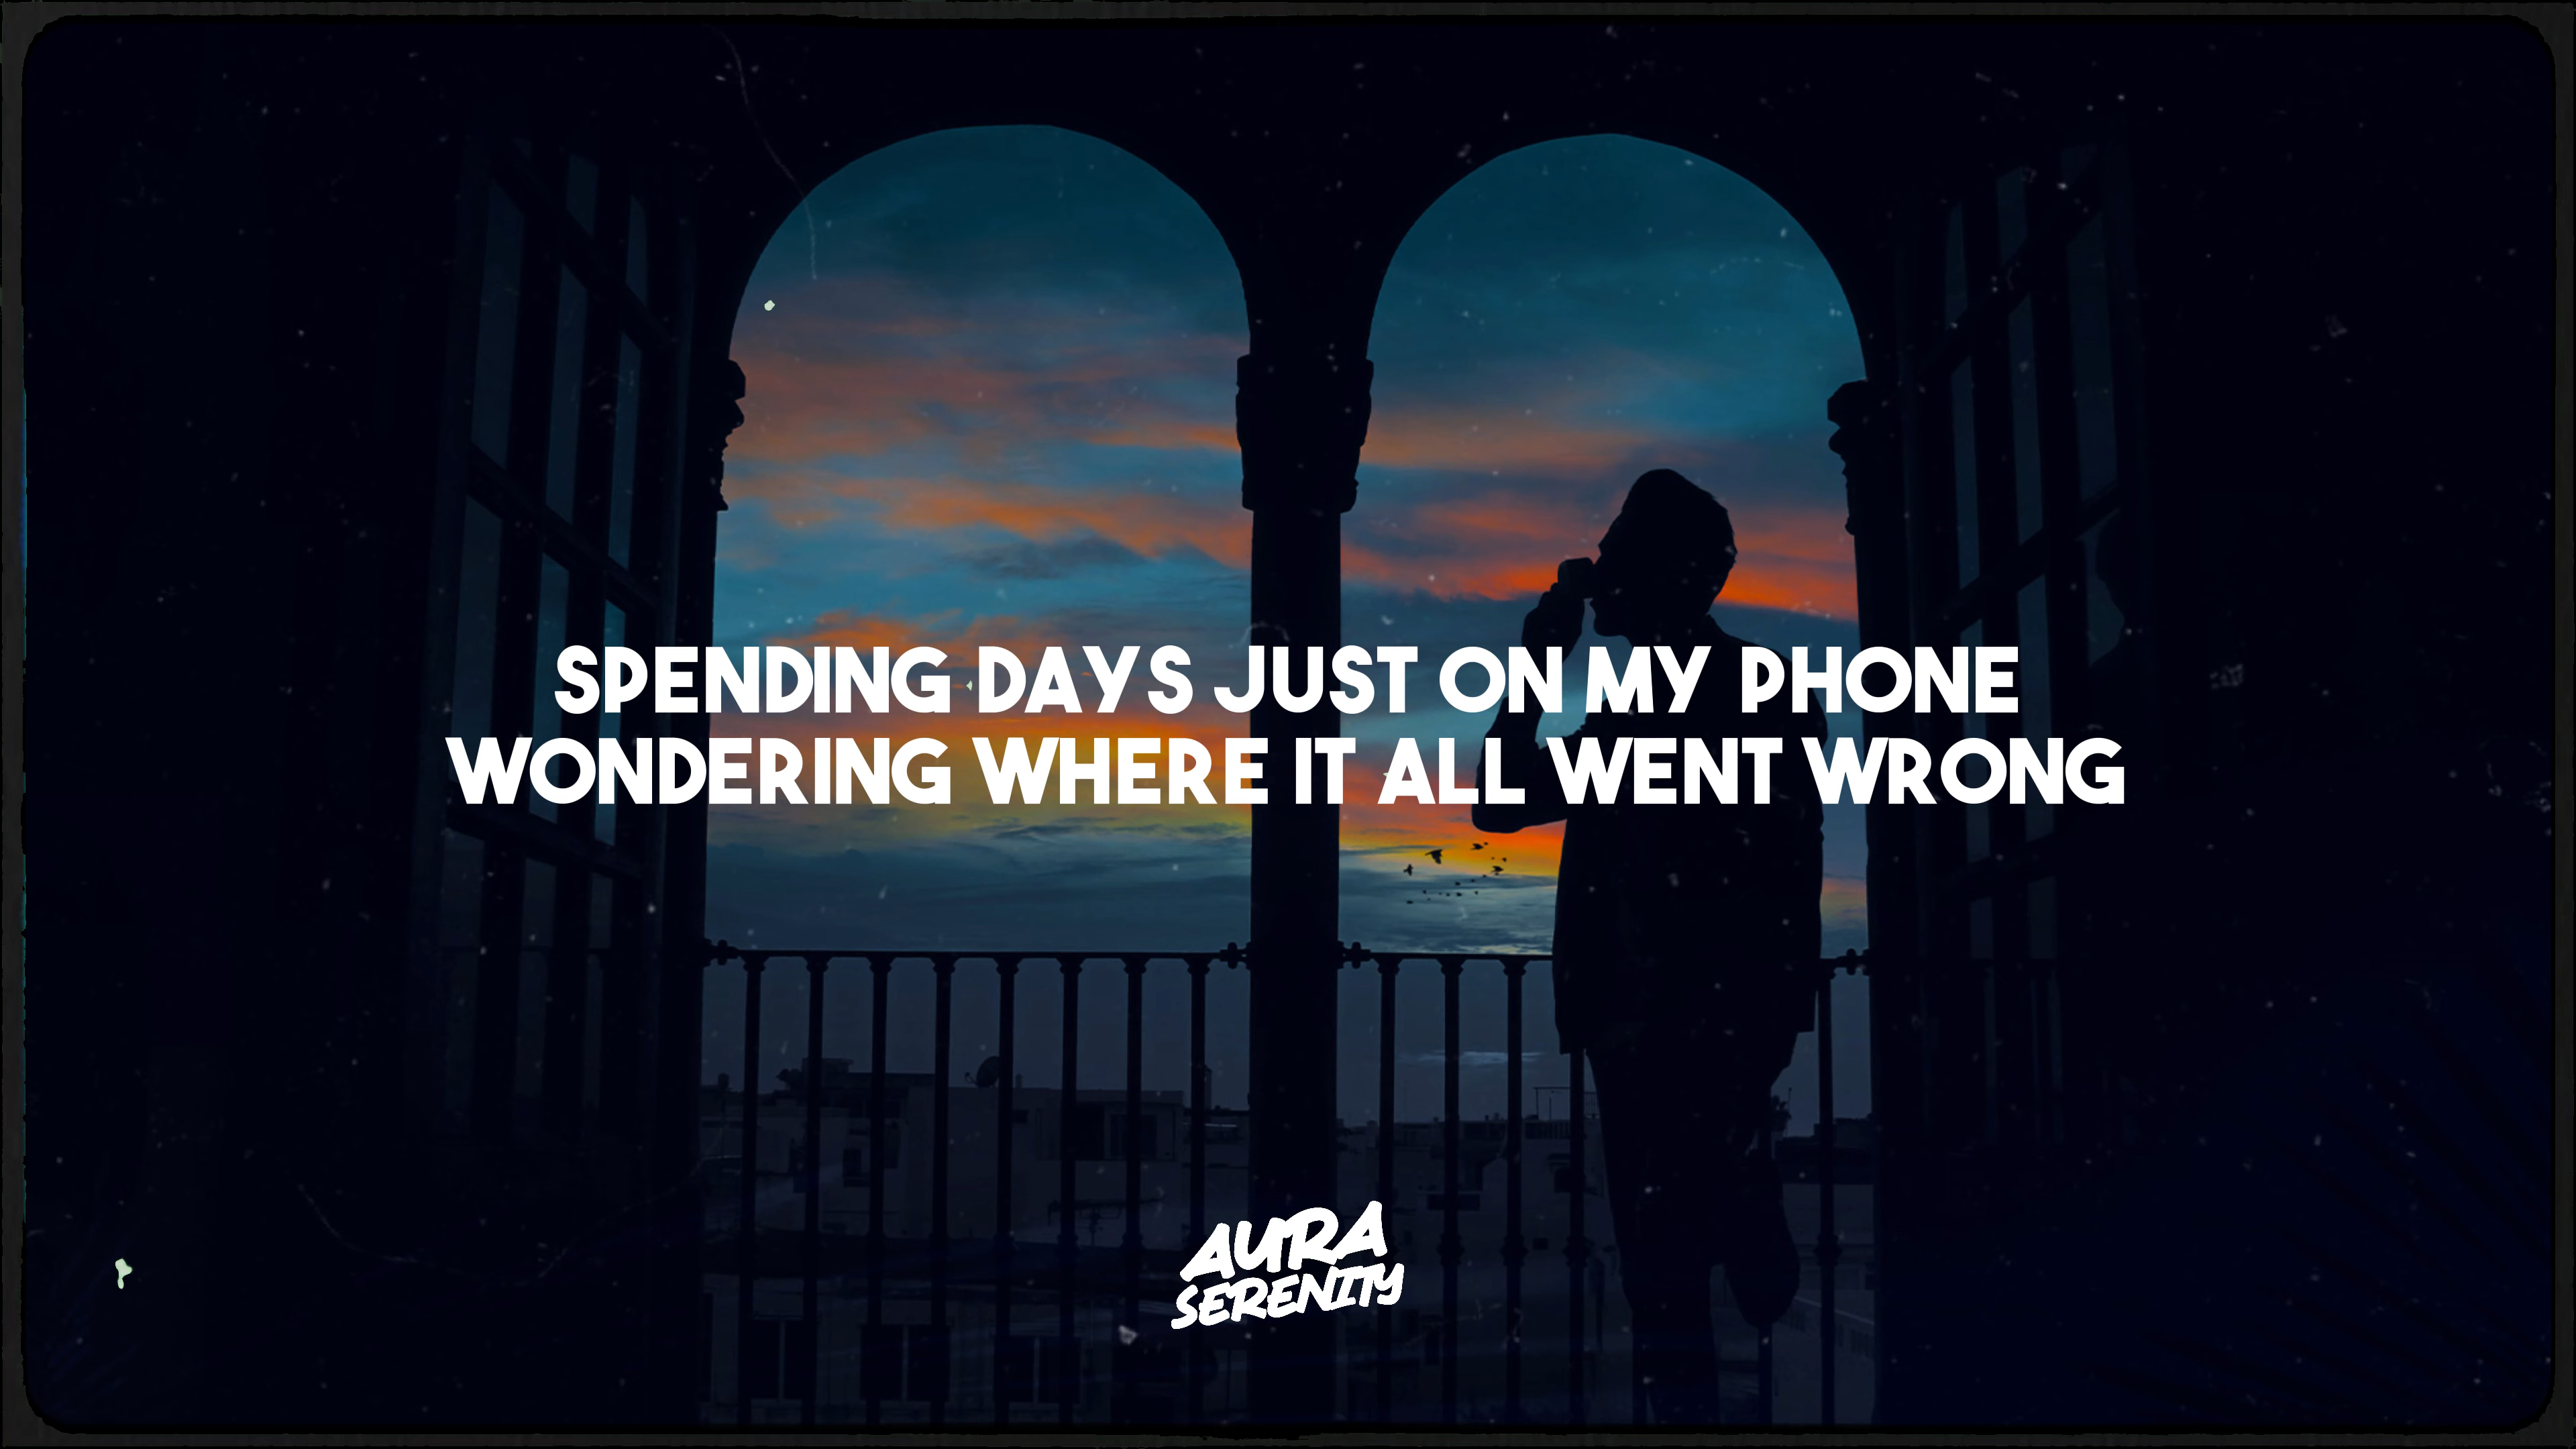 SPENDING DAYS JUST ON MY PHONE
WONDERING WHERE IT ALL WENT WRONG
AURA
SERENITY